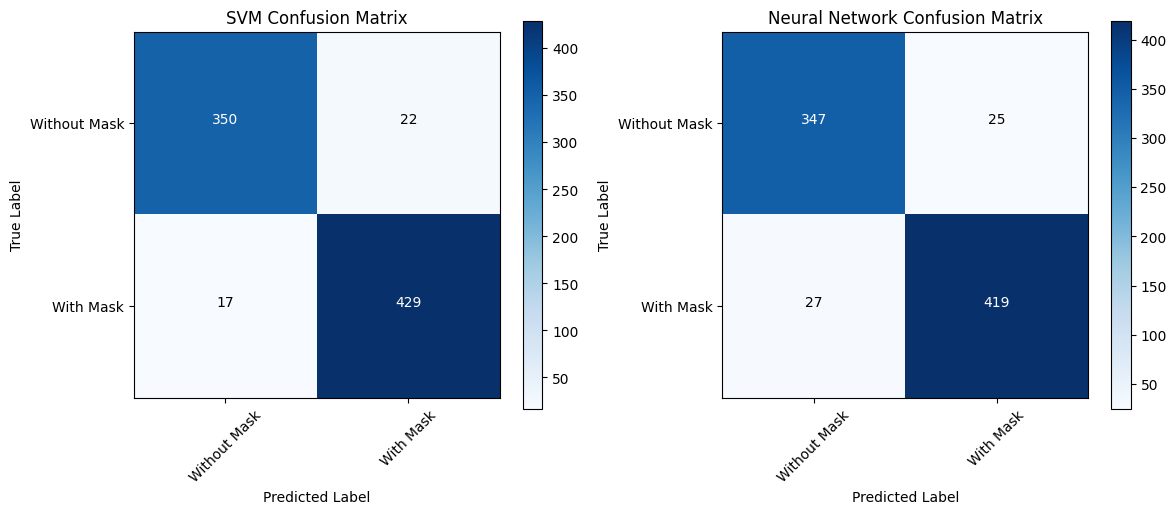 SVM Confusion Matrix
True Label
Without Mask
With Mask
350 22
17 429
Without Mask
With Mask
Predicted Label
400
350
300
250
200
150
100
50
Neural Network Confusion Matrix
True Label
Without Mask
With Mask
347 25
27 419
Without Mask
With Mask
Predicted Label
400
350
300
250
200
150
100
50